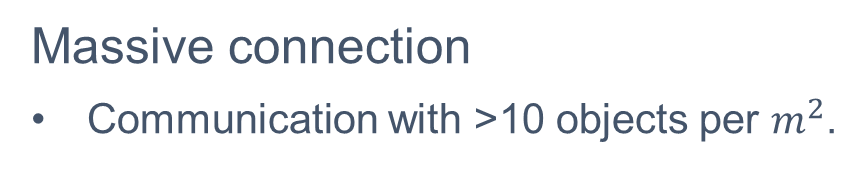 Massive connection
• Communication with >10 objects per m².